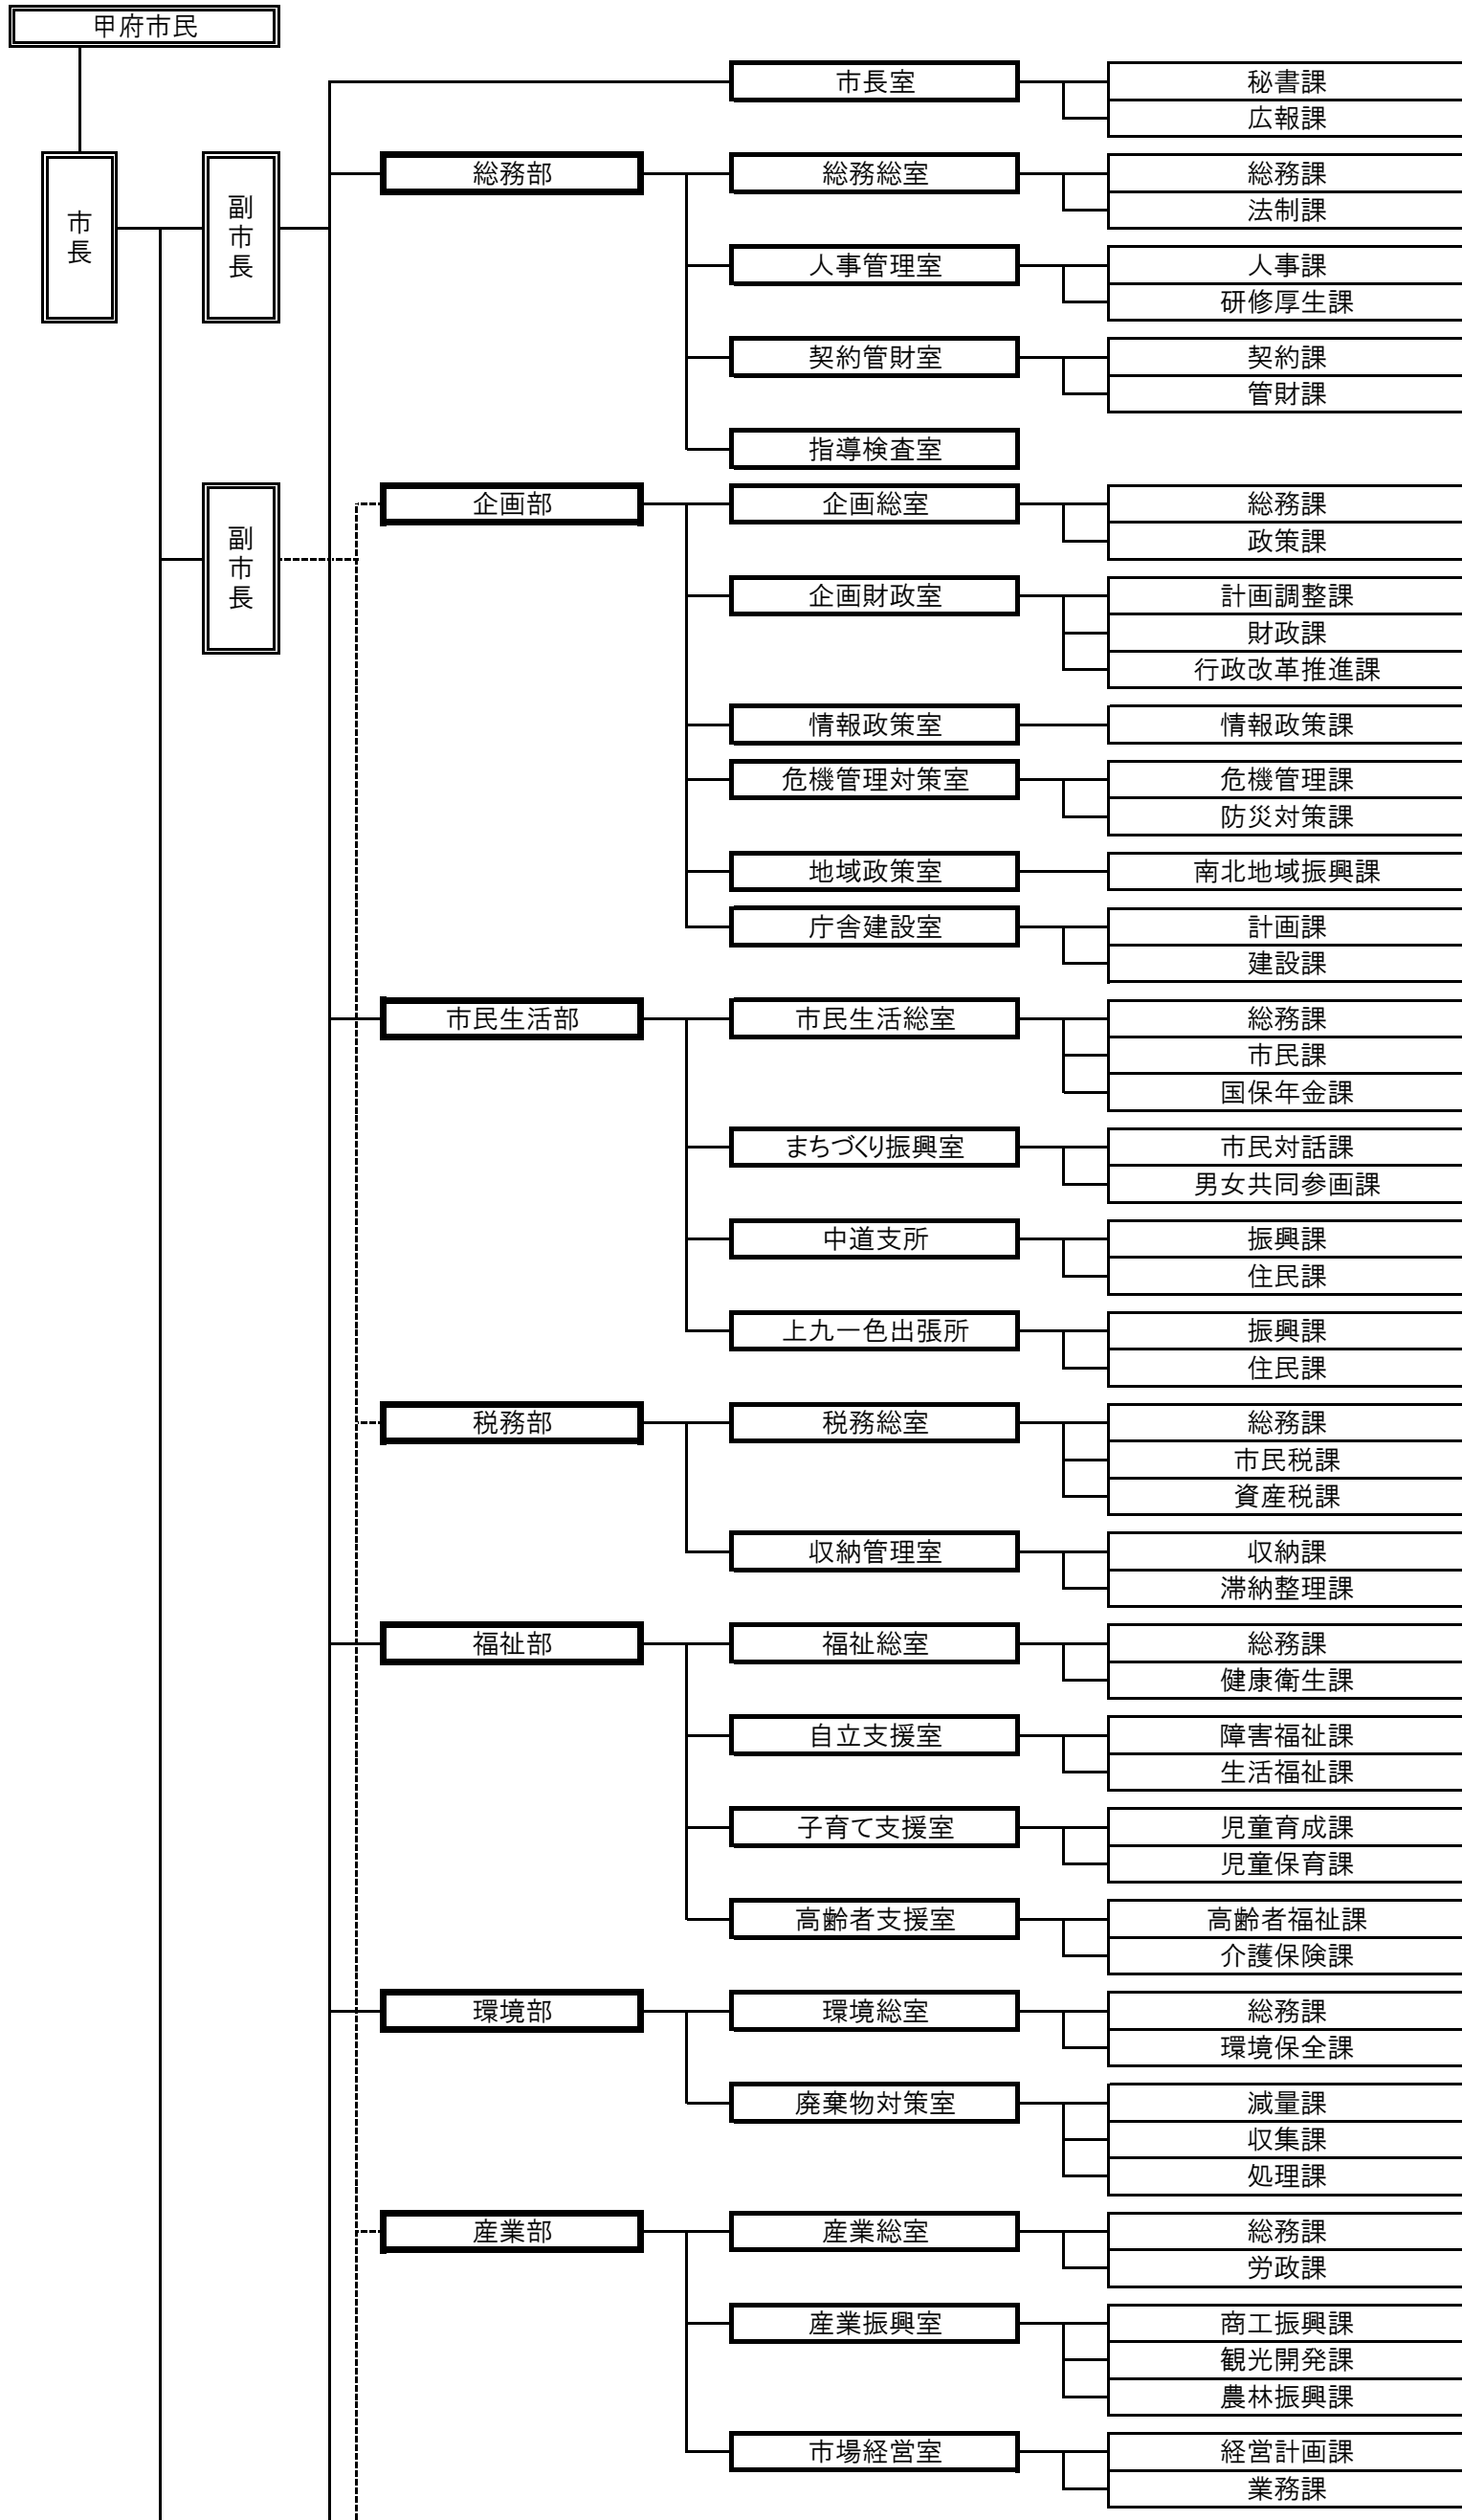 甲府市民
市長室
秘書課
広報課
市長
副市長
総務部
総務総室
総務課
法制課
人事管理室
人事課
研修厚生課
契約管財室
契約課
管財課
指導検査室
副市長
企画部
企画総室
総務課
政策課
企画財政室
計画調整課
財政課
行政改革推進課
情報政策室
情報政策課
危機管理対策室
危機管理課
防災対策課
地域政策室
南北地域振興課
庁舎建設室
計画課
建設課
市民生活部
市民生活総室
総務課
市民課
国保年金課
まちづくり振興室
市民対話課
男女共同参画課
中道支所
振興課
住民課
上九一色出張所
振興課
住民課
税務部
税務総室
総務課
市民税課
資産税課
収納管理室
収納課
滞納整理課
福祉部
福祉総室
総務課
健康衛生課
自立支援室
障害福祉課
生活福祉課
子育て支援室
児童育成課
児童保育課
高齢者支援室
高齢者福祉課
介護保険課
環境部
環境総室
総務課
環境保全課
廃棄物対策室
減量課
収集課
処理課
産業部
産業総室
総務課
労政課
産業振興室
商工振興課
観光開発課
農林振興課
市場経営室
経営計画課
業務課